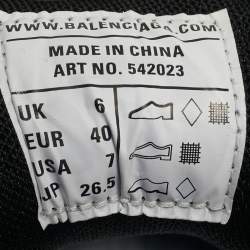 WWW.BALENCIAGA.COM
MADE IN CHINA
ART NO. 542023
UK 6
EUR 40
USA 7
JP 26.5